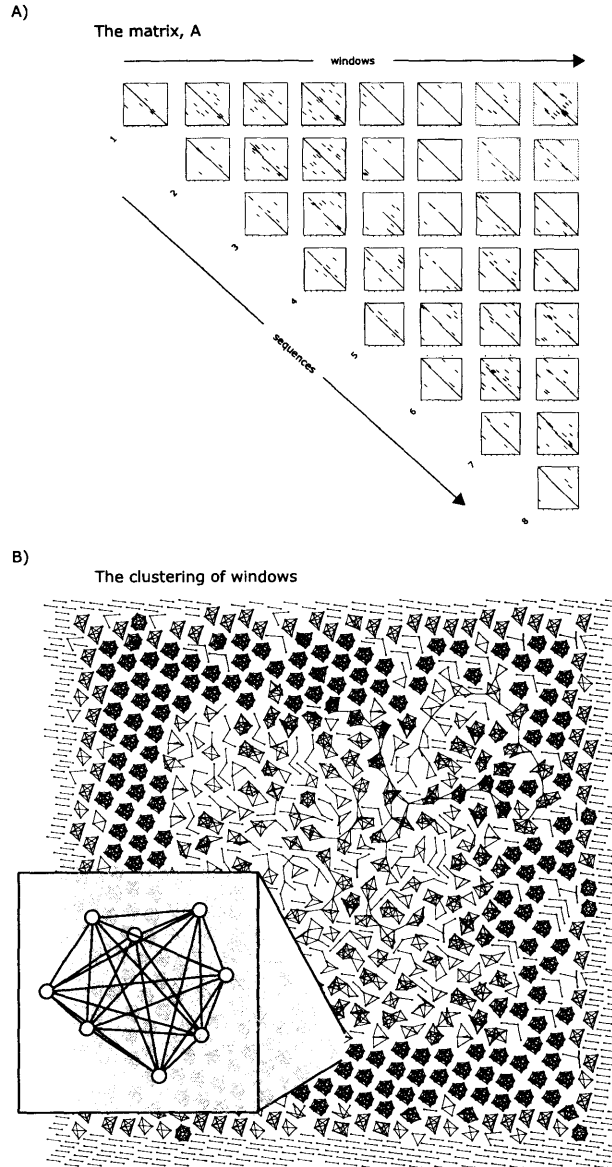 A)
The matrix, A
windows
1
2
3
4
5
6
7
8
sequences
B)
The clustering of windows